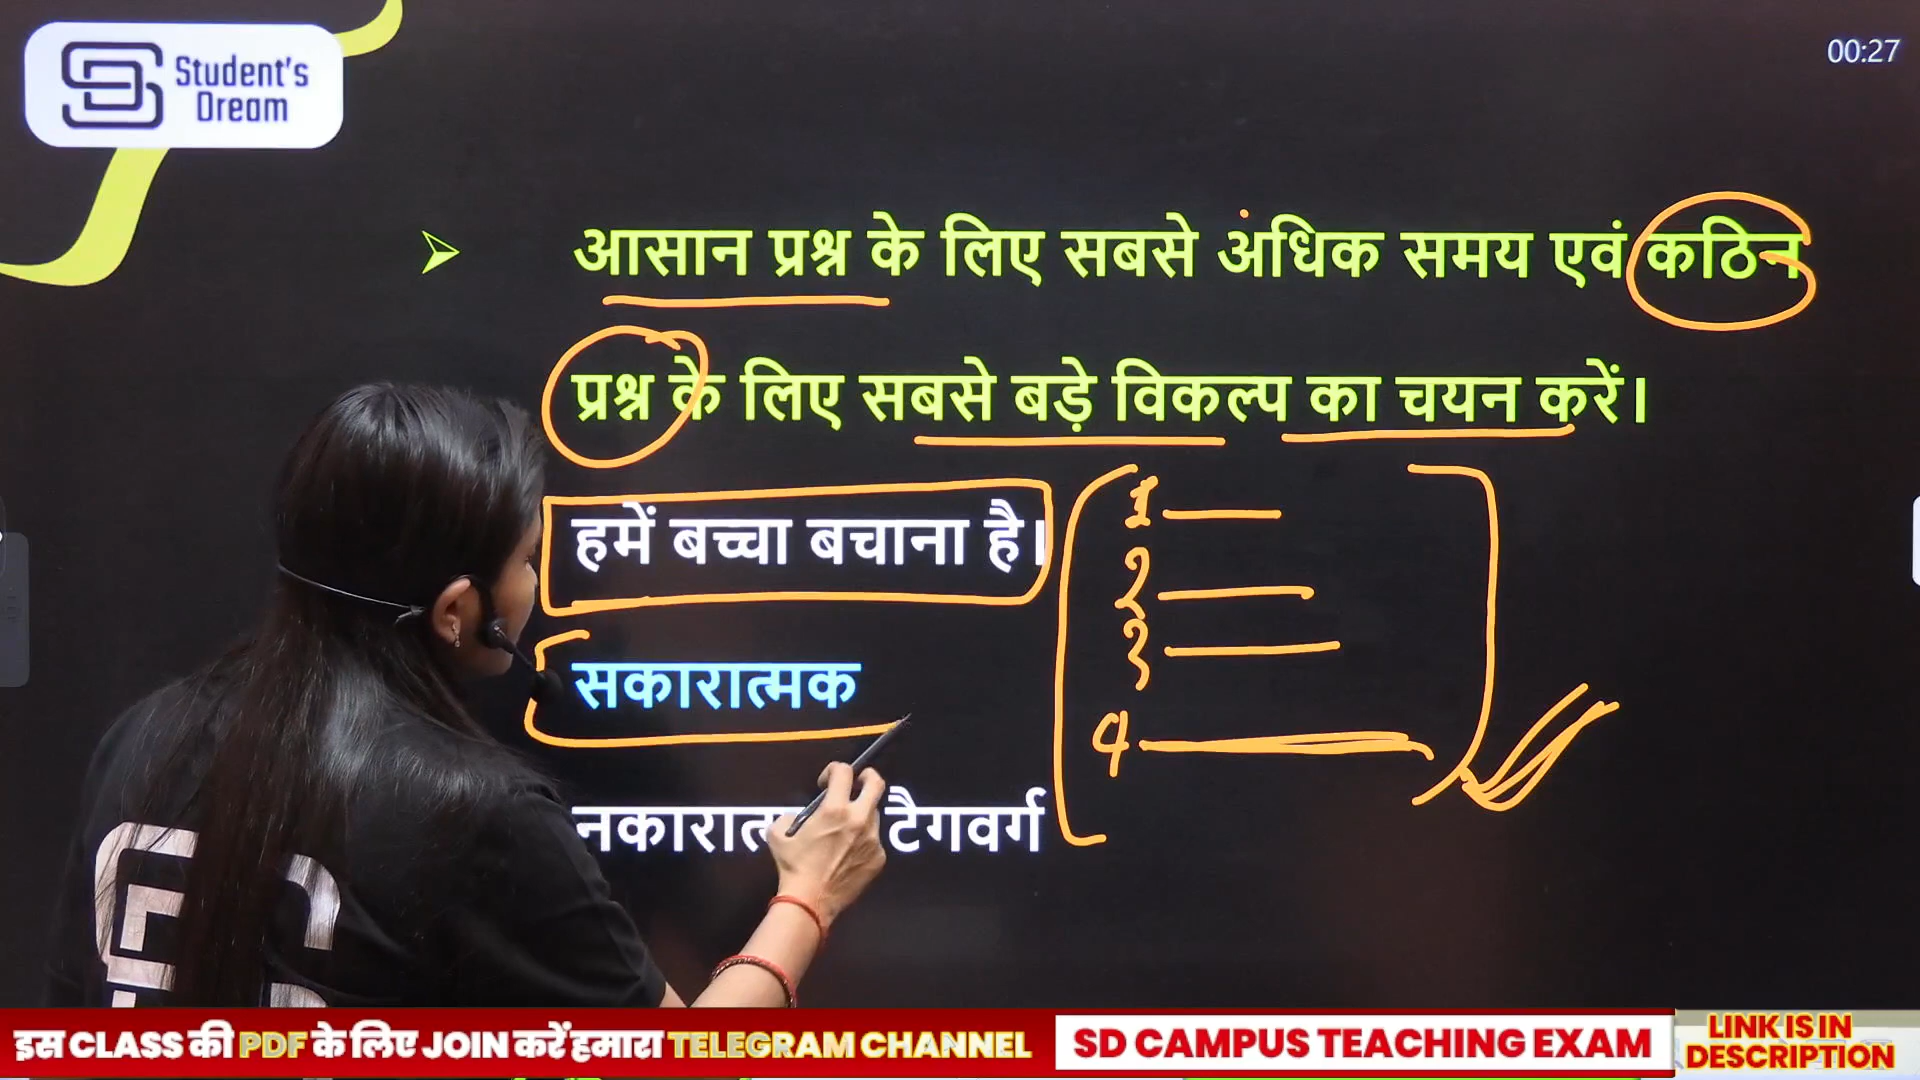 Student's
Dream
00:27
आसान प्रश्न के लिए सबसे अधिक समय एवं कठिन
प्रश्न के लिए सबसे बड़े विकल्प का चयन करें।
हमें बच्चा बचाना है।
1
2
3
सकारात्मक
4
टैगवर्ग
इस CLASS की PDF के लिए JOIN करें हमारा TELEGRAM CHANNEL
SD CAMPUS TEACHING EXAM
LINK IS IN
DESCRIPTION